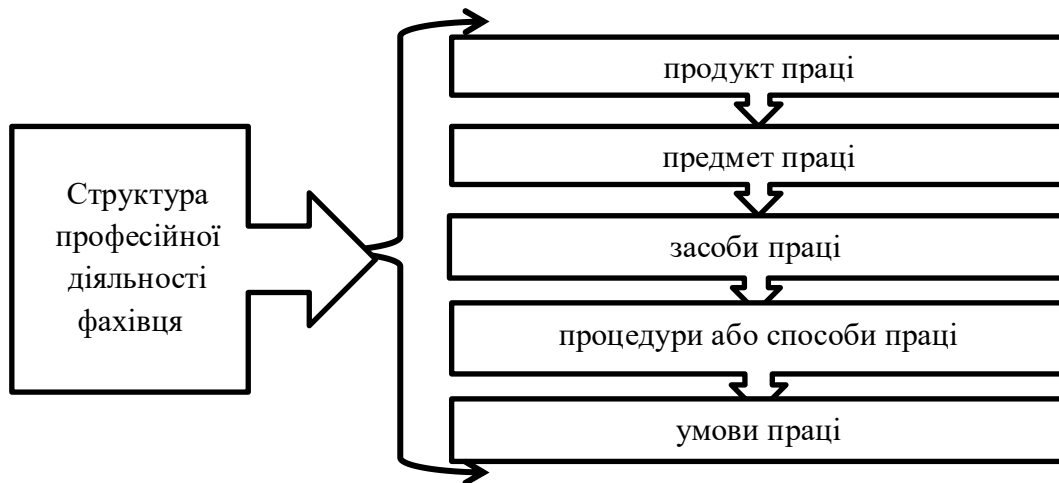 Структура
професійної
діяльності
фахівця
продукт праці
предмет праці
засоби праці
процедури або способи праці
умови праці